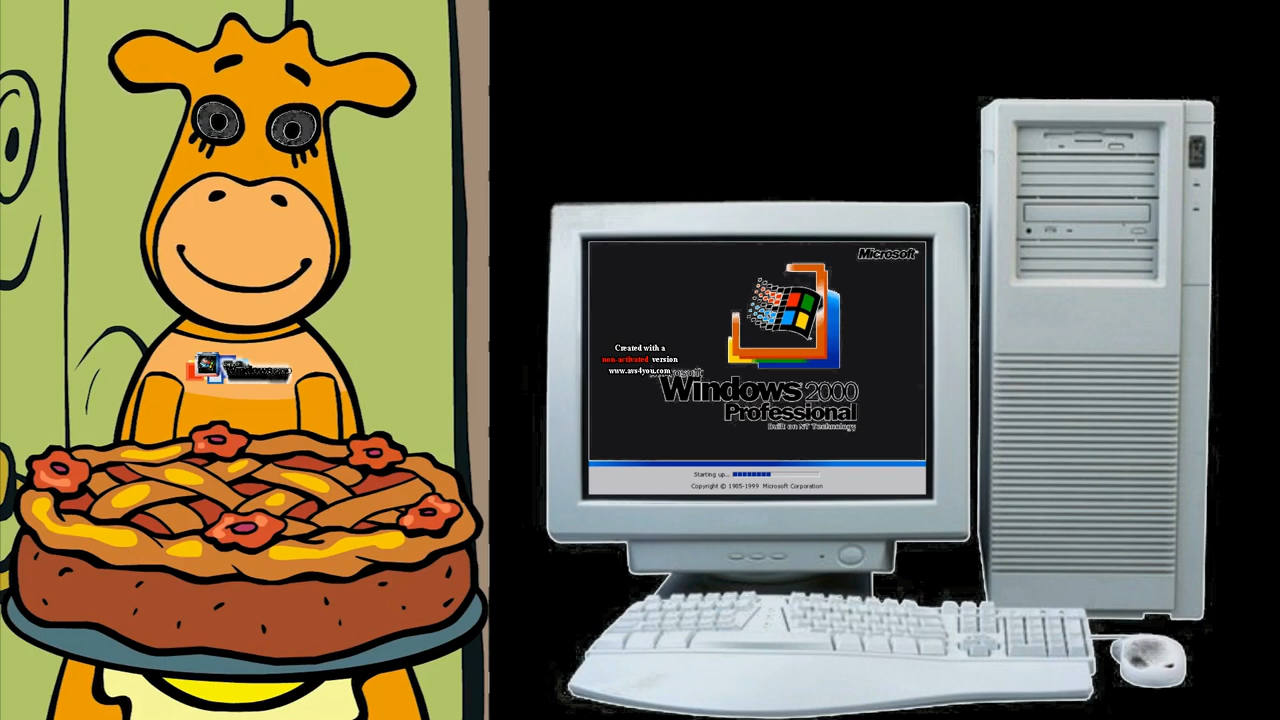 Microsoft
Created with a
non-activated version
www.avs4you.com
Windows 2000
Professional
Built on NT Technology
Starting up...
Copyright © 1985-1999 Microsoft Corporation